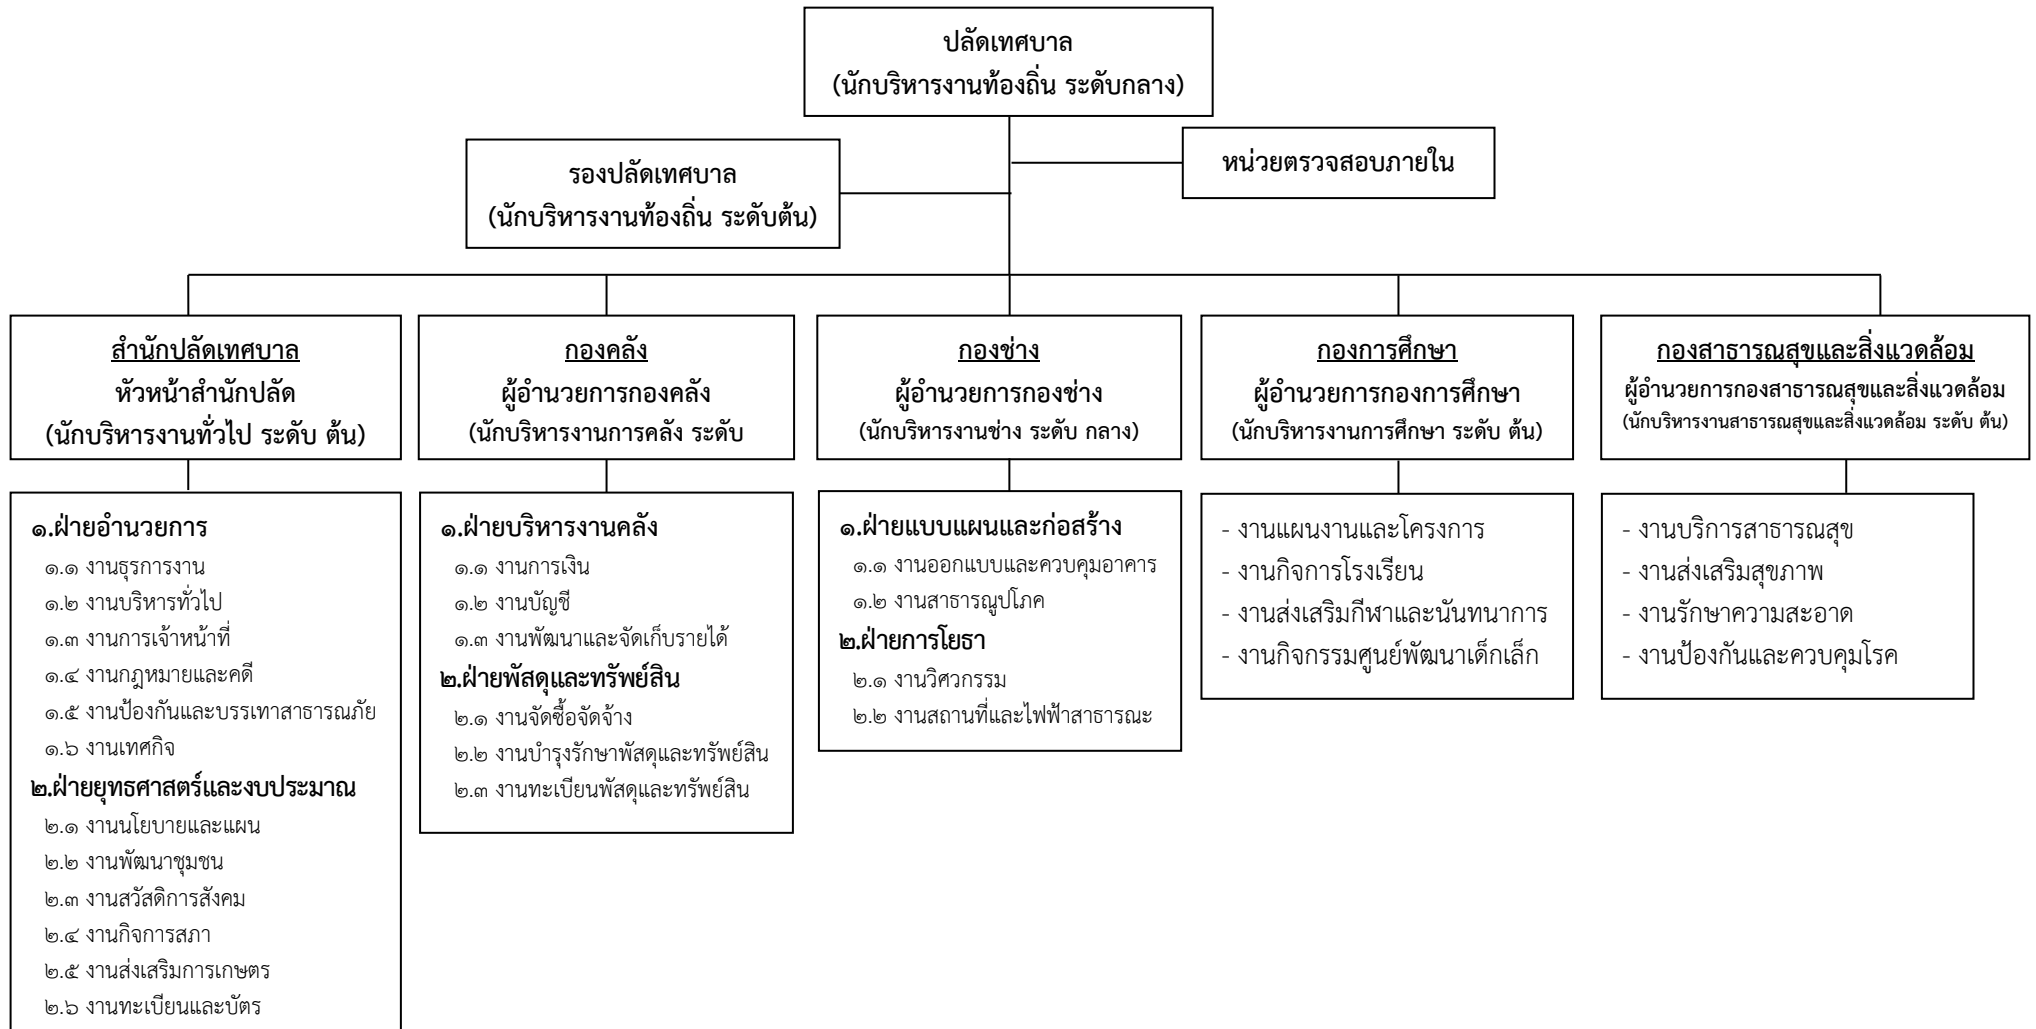 ปลัดเทศบาล
(นักบริหารงานท้องถิ่น ระดับกลาง)
หน่วยตรวจสอบภายใน
รองปลัดเทศบาล
(นักบริหารงานท้องถิ่น ระดับต้น)
สำนักปลัดเทศบาล
หัวหน้าสำนักปลัด
(นักบริหารงานทั่วไป ระดับ ต้น)
กองคลัง
ผู้อำนวยการกองคลัง
(นักบริหารงานการคลัง ระดับ
กองช่าง
ผู้อำนวยการกองช่าง
(นักบริหารงานช่าง ระดับ กลาง)
กองการศึกษา
ผู้อำนวยการกองการศึกษา
(นักบริหารงานการศึกษา ระดับ ต้น)
กองสาธารณสุขและสิ่งแวดล้อม
ผู้อำนวยการกองสาธารณสุขและสิ่งแวดล้อม
(นักบริหารงานสาธารณสุขและสิ่งแวดล้อม ระดับ ต้น)
๑.ฝ่ายอำนวยการ
๑.๑ งานธุรการงาน
๑.๒ งานบริหารทั่วไป
๑.๓ งานการเจ้าหน้าที่
๑.๔ งานกฎหมายและคดี
๑.๕ งานป้องกันและบรรเทาสาธารณภัย
๑.๖ งานเทศกิจ
๒.ฝ่ายยุทธศาสตร์และงบประมาณ
๒.๑ งานนโยบายและแผน
๒.๒ งานพัฒนาชุมชน
๒.๓ งานสวัสดิการสังคม
๒.๔ งานกิจการสภา
๒.๕ งานส่งเสริมการเกษตร
๒.๖ งานทะเบียนและบัตร
๑.ฝ่ายบริหารงานคลัง
๑.๑ งานการเงิน
๑.๒ งานบัญชี
๑.๓ งานพัฒนาและจัดเก็บรายได้
๒.ฝ่ายพัสดุและทรัพย์สิน
๒.๑ งานจัดซื้อจัดจ้าง
๒.๒ งานบำรุงรักษาพัสดุและทรัพย์สิน
๒.๓ งานทะเบียนพัสดุและทรัพย์สิน
๑.ฝ่ายแบบแผนและก่อสร้าง
๑.๑ งานออกแบบและควบคุมอาคาร
๑.๒ งานสาธารณูปโภค
๒.ฝ่ายการโยธา
๒.๑ งานวิศวกรรม
๒.๒ งานสถานที่และไฟฟ้าสาธารณะ
- งานแผนงานและโครงการ
- งานกิจการโรงเรียน
- งานส่งเสริมกีฬาและนันทนาการ
- งานกิจกรรมศูนย์พัฒนาเด็กเล็ก
- งานบริการสาธารณสุข
- งานส่งเสริมสุขภาพ
- งานรักษาความสะอาด
- งานป้องกันและควบคุมโรค